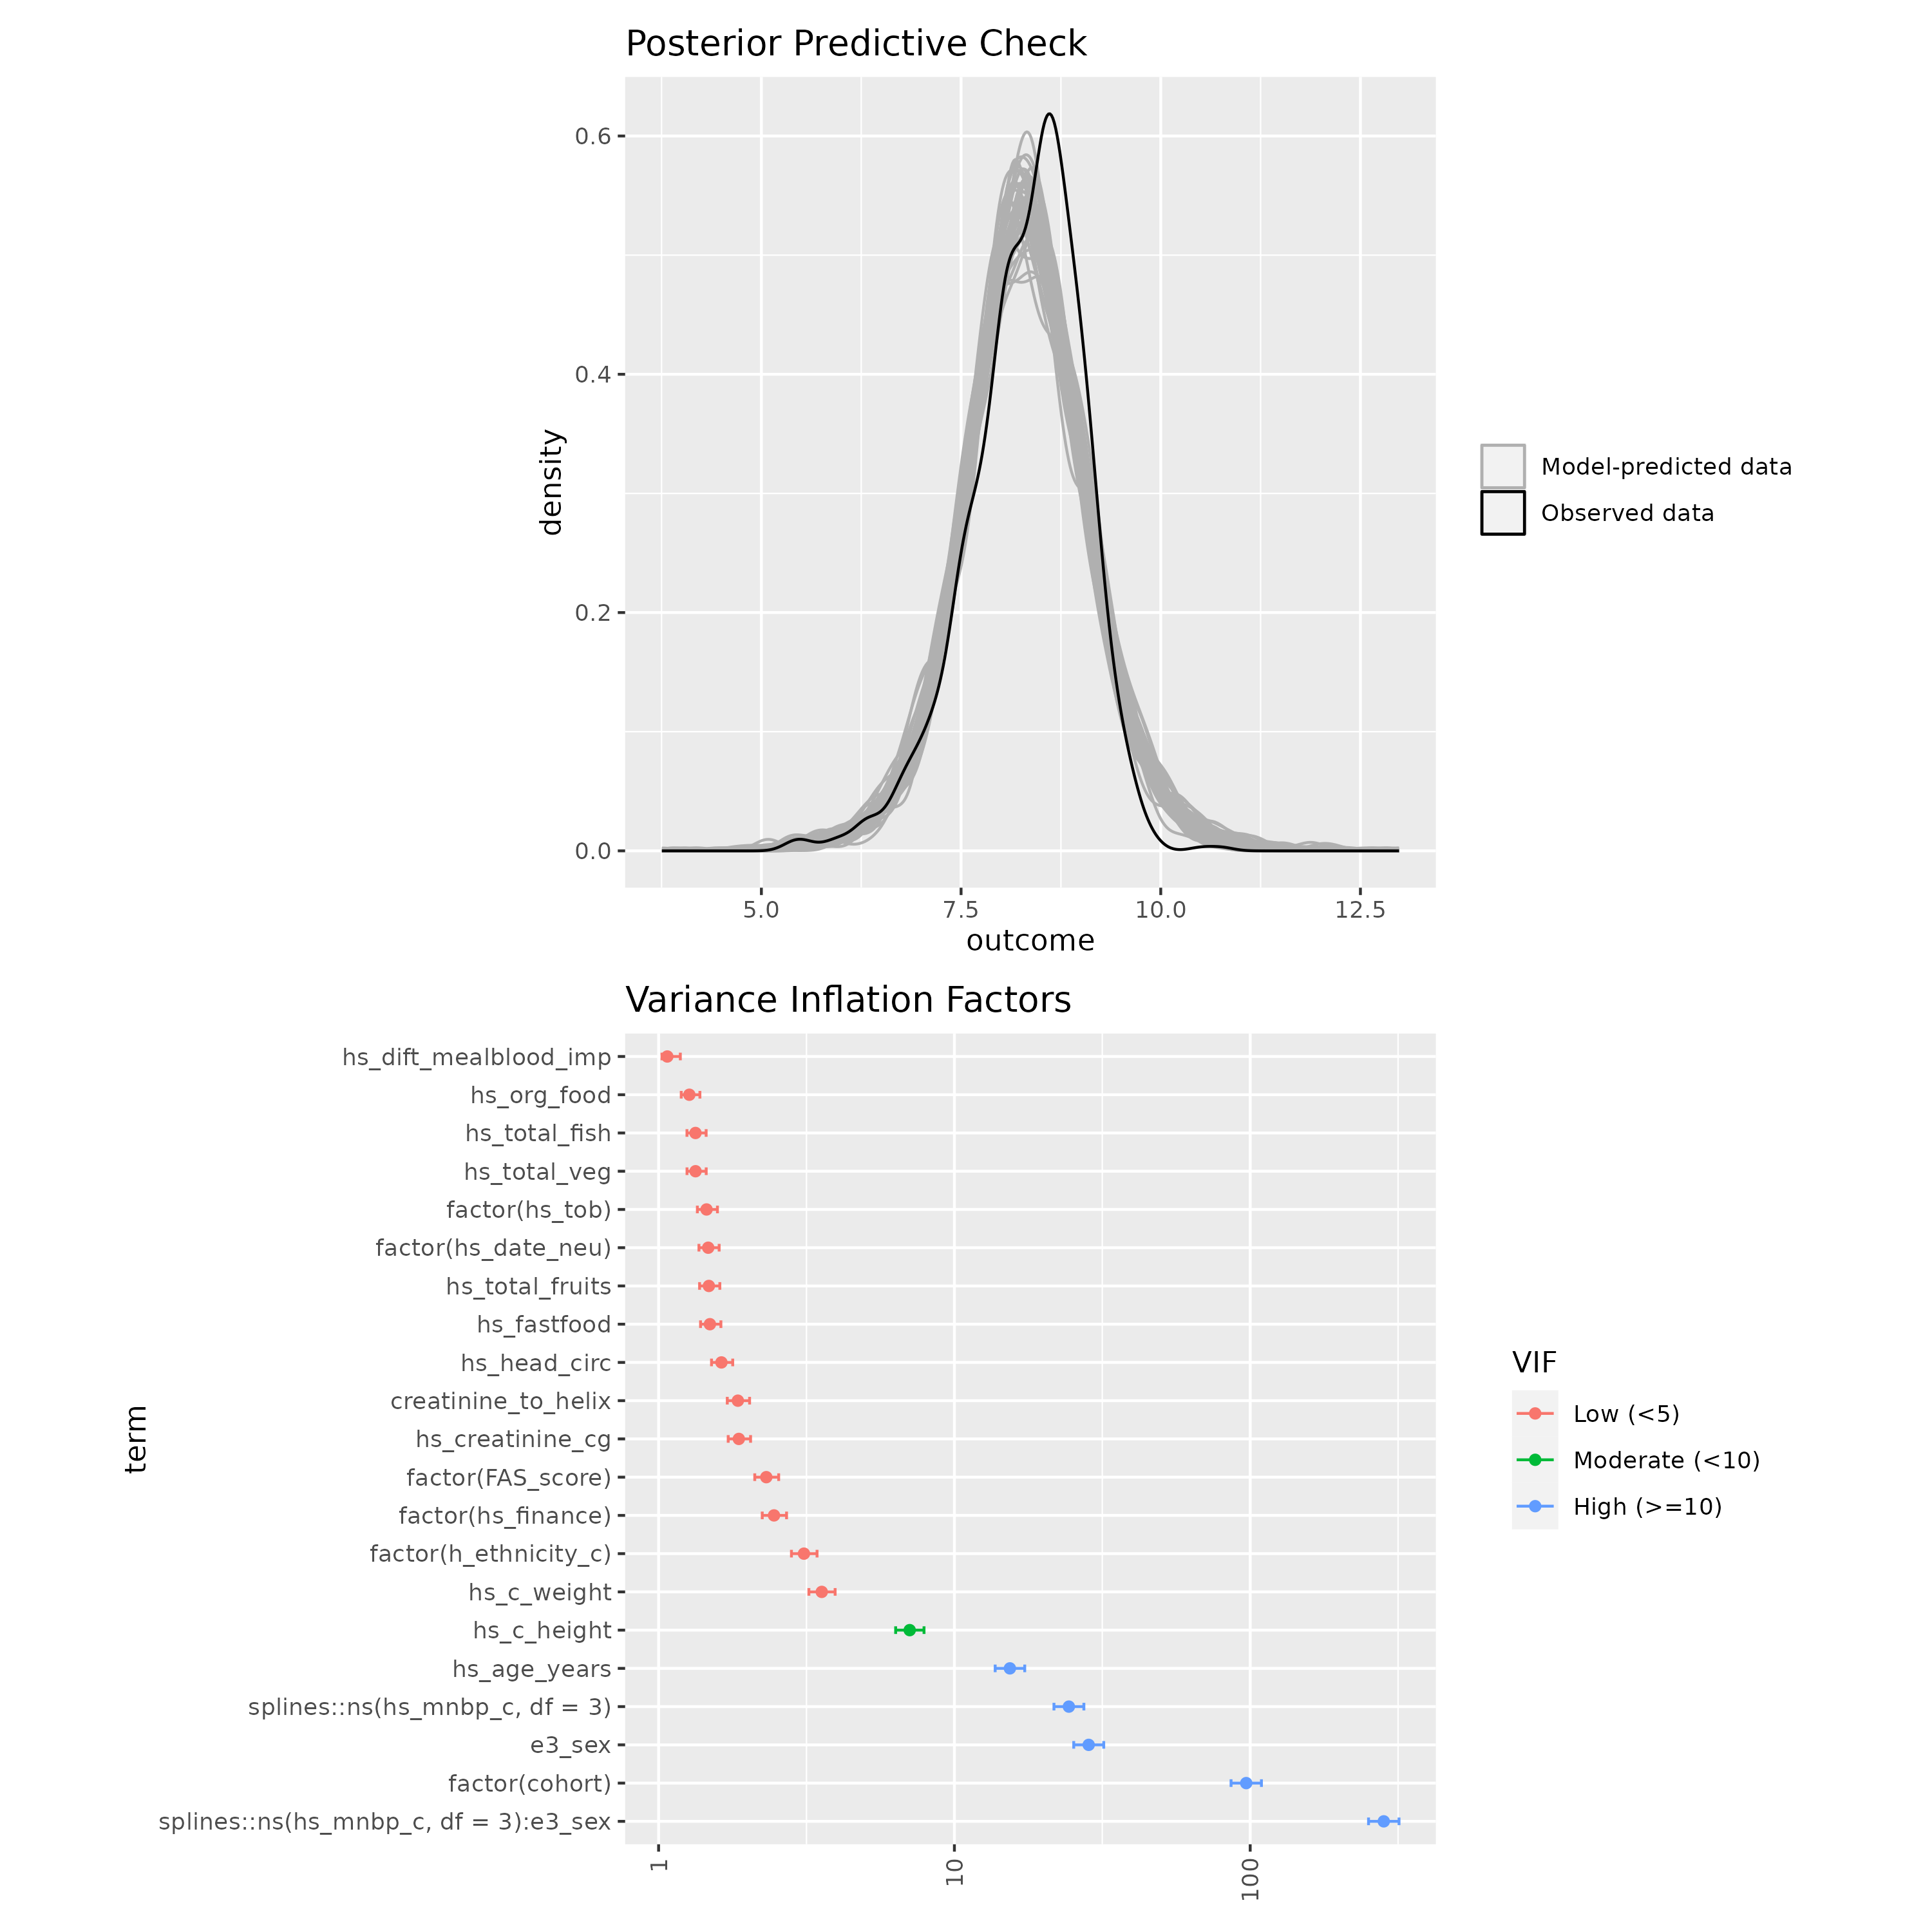 Posterior Predictive Check
0.6
0.4
0.2
0.0
density
5.0 7.5 10.0 12.5
outcome
Model-predicted data
Observed data
Variance Inflation Factors
hs_dift_mealblood_imp
hs_org_food
hs_total_fish
hs_total_veg
factor(hs_tob)
factor(hs_date_neu)
hs_total_fruits
hs_fastfood
hs_head_circ
creatinine_to_helix
hs_creatinine_cg
factor(FAS_score)
factor(hs_finance)
factor(h_ethnicity_c)
hs_c_weight
hs_c_height
hs_age_years
splines::ns(hs_mnbp_c, df = 3)
e3_sex
factor(cohort)
splines::ns(hs_mnbp_c, df = 3):e3_sex
term
1 10 100
VIF
Low (<5)
Moderate (<10)
High (>=10)